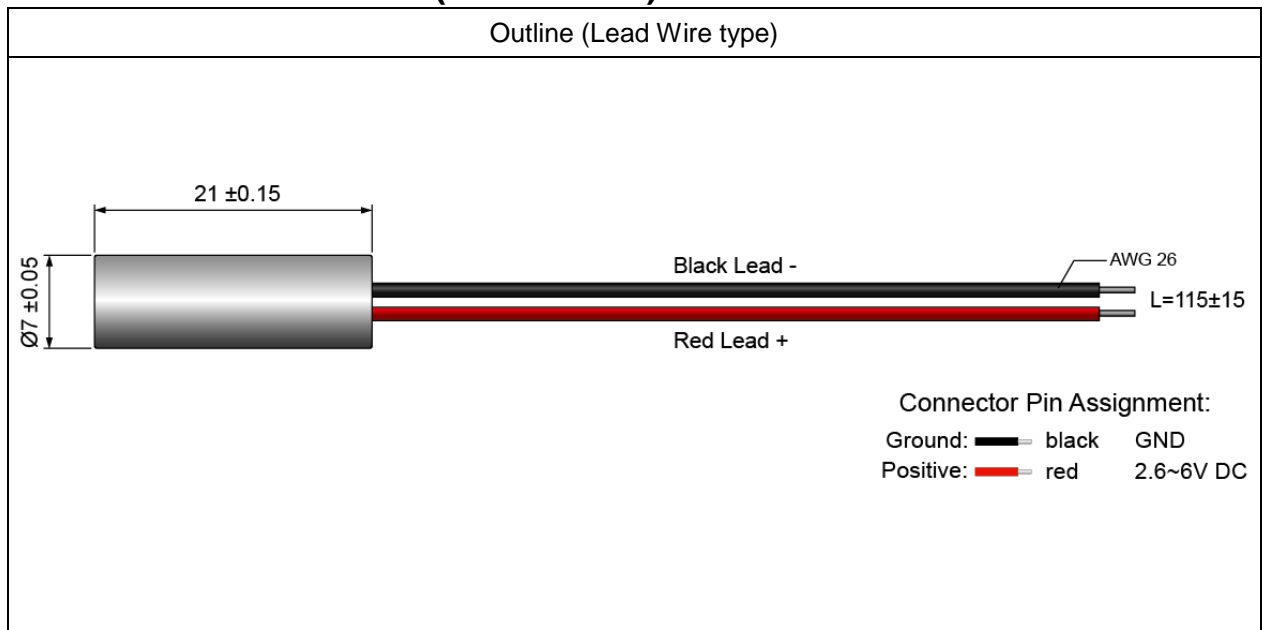 Outline (Lead Wire type)
21 ±0.15
Ø7 ±0.05
Black Lead -
AWG 26
L=115±15
Red Lead +
Connector Pin Assignment:
Ground: black GND
Positive: red 2.6~6V DC